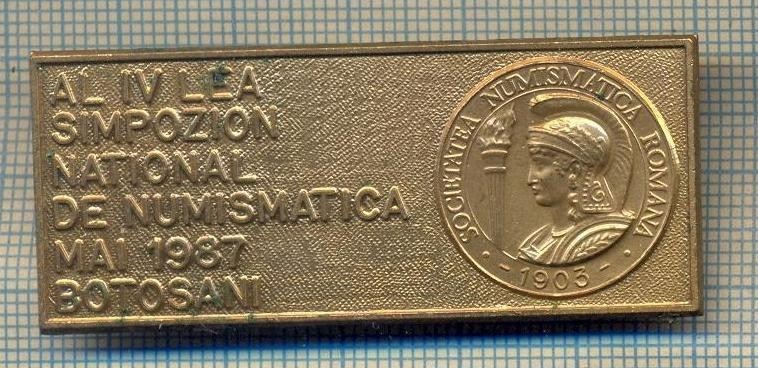 AL IV LEA
SIMPOZION
NATIONAL
DE NUMISMATICA
MAI 1987
BOTOSANI
SOCIETATEA NUMISMATICA ROMANA
· - 1903 - ·